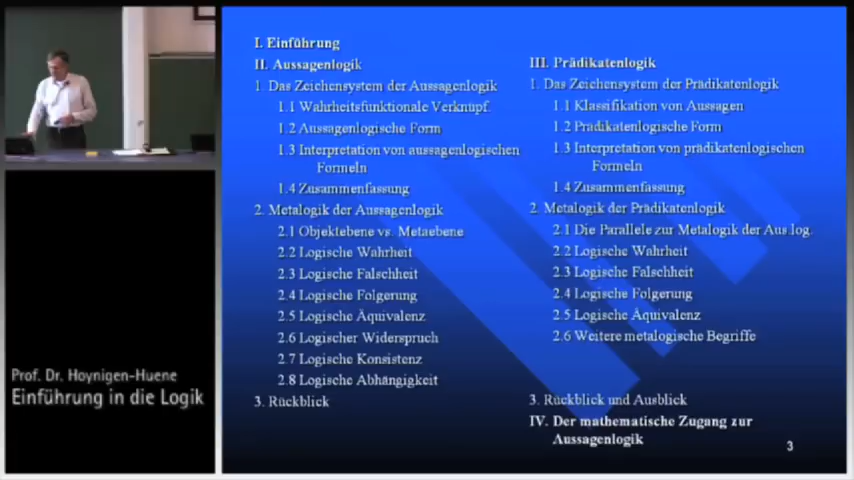 I. Einführung
II. Aussagenlogik
1. Das Zeichensystem der Aussagenlogik
1.1 Wahrheitsfunktionale Verknüpf.
1.2 Aussagenlogische Form
1.3 Interpretation von aussagenlogischen
Formeln
1.4 Zusammenfassung
2. Metalogik der Aussagenlogik
2.1 Objektebene vs. Metaebene
2.2 Logische Wahrheit
2.3 Logische Falschheit
2.4 Logische Folgerung
2.5 Logische Äquivalenz
2.6 Logischer Widerspruch
2.7 Logische Konsistenz
2.8 Logische Abhängigkeit
3. Rückblick
III. Prädikatenlogik
1. Das Zeichensystem der Prädikatenlogik
1.1 Klassifikation von Aussagen
1.2 Prädikatenlogische Form
1.3 Interpretation von prädikatenlogischen
Formeln
1.4 Zusammenfassung
2. Metalogik der Prädikatenlogik
2.1 Die Parallele zur Metalogik der Aus.log.
2.2 Logische Wahrheit
2.3 Logische Falschheit
2.4 Logische Folgerung
2.5 Logische Äquivalenz
2.6 Weitere metalogische Begriffe
3. Rückblick und Ausblick
IV. Der mathematische Zugang zur
Aussagenlogik
3
Prof. Dr. Hoynigen-Huene
Einführung in die Logik